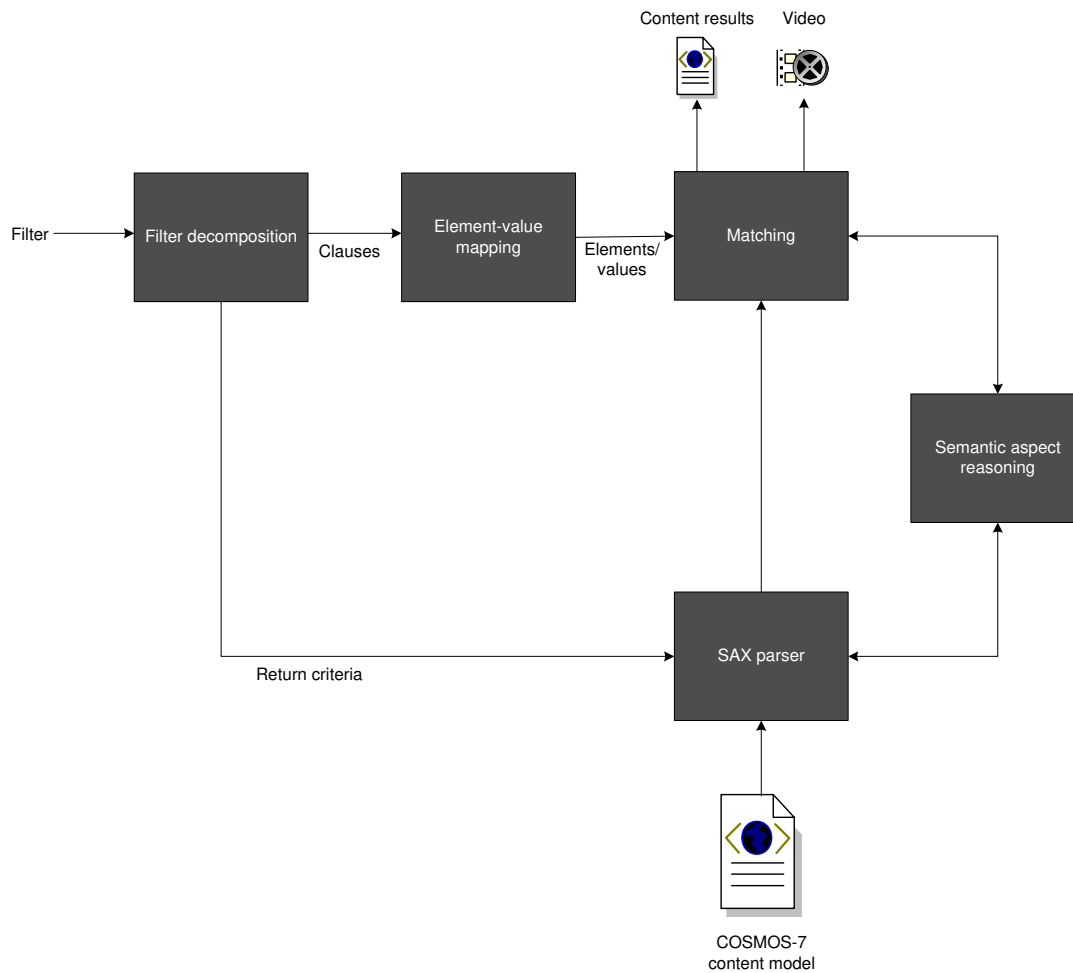 Content results
Video
Filter
Filter decomposition
Clauses
Element-value
mapping
Elements/
values
Matching
Semantic aspect
reasoning
SAX parser
Return criteria
COSMOS-7
content model